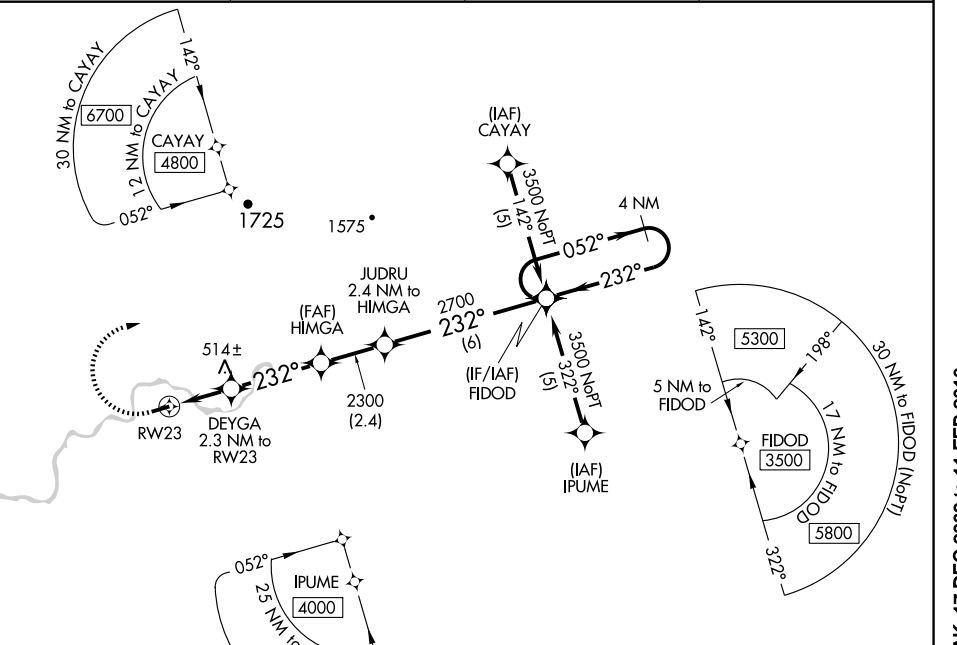 30 NM to CAYAY
6700
12 NM to CAYAY
142°
CAYAY
4800
052°
1725
1575
(IAF)
CAYAY
3500 NoPT
142°
(5)
4 NM
052°
232°
JUDRU
2.4 NM to
HIMGA
(FAF)
HIMGA
2700
232°
(6)
(IF/IAF)
FIDOD
3500 NoPT
322°
(5)
(IAF)
IPUME
514±
232°
2300
(2.4)
RW23
DEYGA
2.3 NM to
RW23
142°
5300
198°
30 NM to FIDOD (NoPT)
5 NM to
FIDOD
17 NM to FIDOD
FIDOD
3500
5800
322°
052°
IPUME
4000
25 NM to